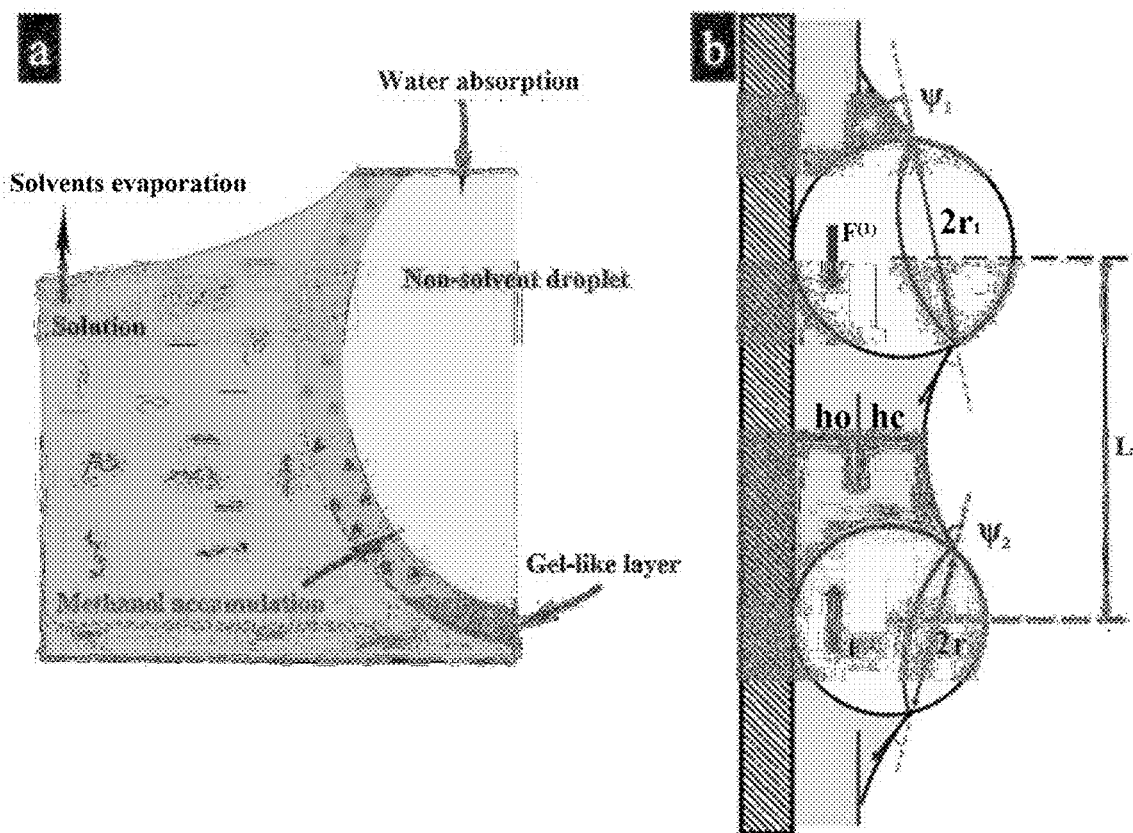 a
Water absorption
Solvents evaporation
Non-solvent droplet
Solution
Gel-like layer
Methanol accumulation
b
Ψ₁
F⁽¹⁾
2r₁
ho
hc
L
Ψ₂
2r